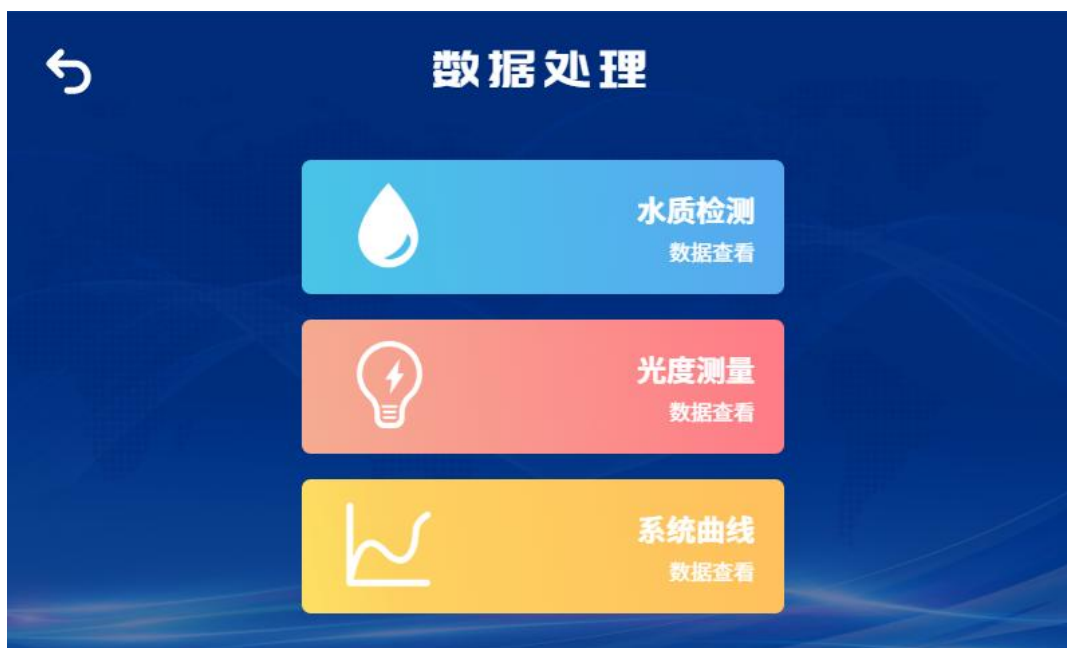 数据处理
水质检测
数据查看
光度测量
数据查看
系统曲线
数据查看